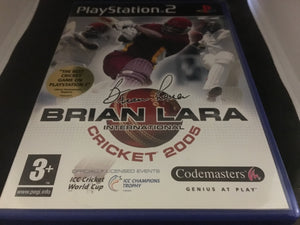 PlayStation 2
"THE BEST
CRICKET
GAME ON
PLAYSTATION 2"
BRIAN LARA
INTERNATIONAL
CRICKET 2005
3+
www.pegi.info
OFFICIALLY LICENSED EVENTS
ICC Cricket
World Cup
ICC CHAMPIONS
TROPHY
Codemasters
GENIUS AT PLAY